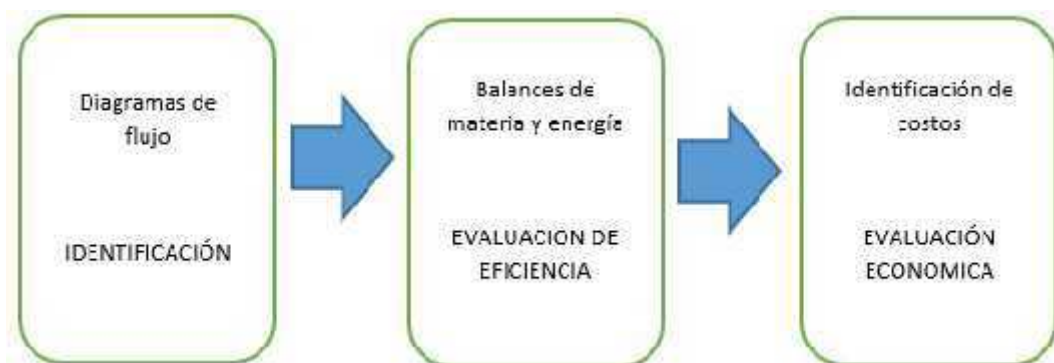 Diagramas de
flujo
IDENTIFICACIÓN
Balances de
materia y energía
EVALUACION DE
EFICIENCIA
Identificación de
costos
EVALUACIÓN
ECONOMICA